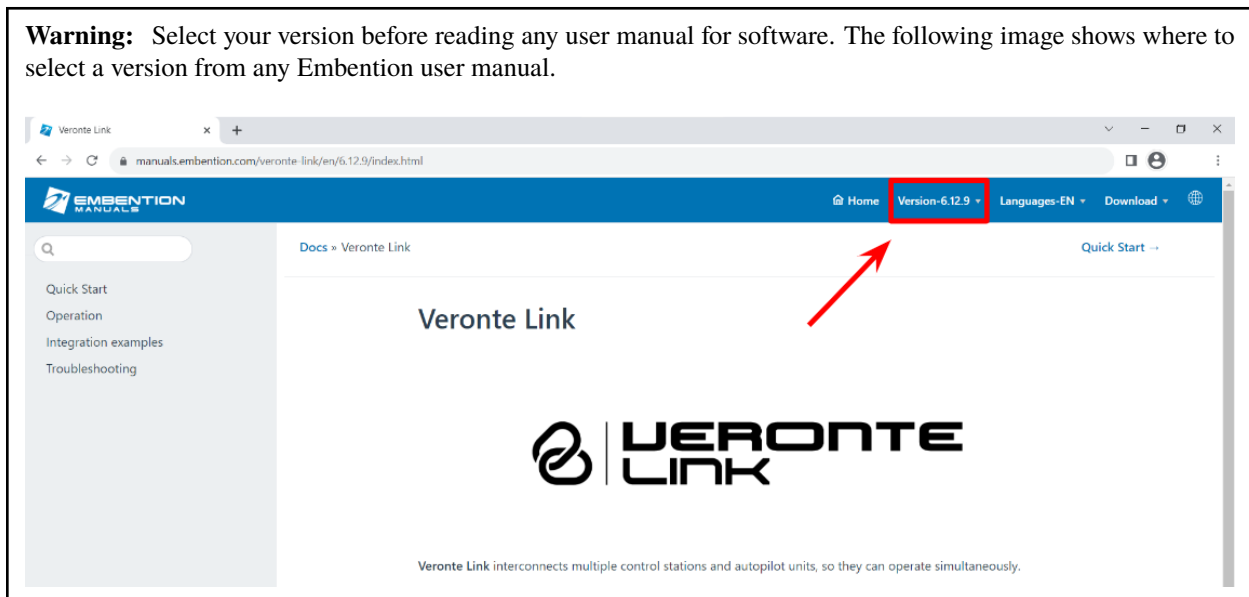 Warning: Select your version before reading any user manual for software. The following image shows where to
select a version from any Embention user manual.
Veronte Link
manuals.embention.com/veronte-link/en/6.12.9/index.html
EMBENTION
MANUALS
Home Version-6.12.9 Languages-EN Download
Docs » Veronte Link
Quick Start →
Quick Start
Operation
Integration examples
Troubleshooting
Veronte Link
VERONTE
LINK
Veronte Link interconnects multiple control stations and autopilot units, so they can operate simultaneously.